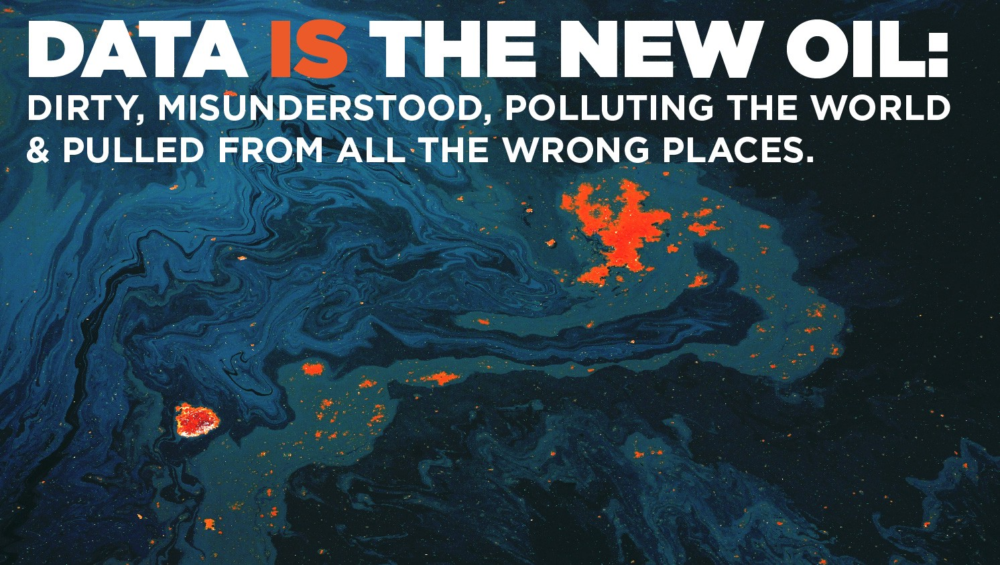 DATA IS THE NEW OIL:
DIRTY, MISUNDERSTOOD, POLLUTING THE WORLD
& PULLED FROM ALL THE WRONG PLACES.